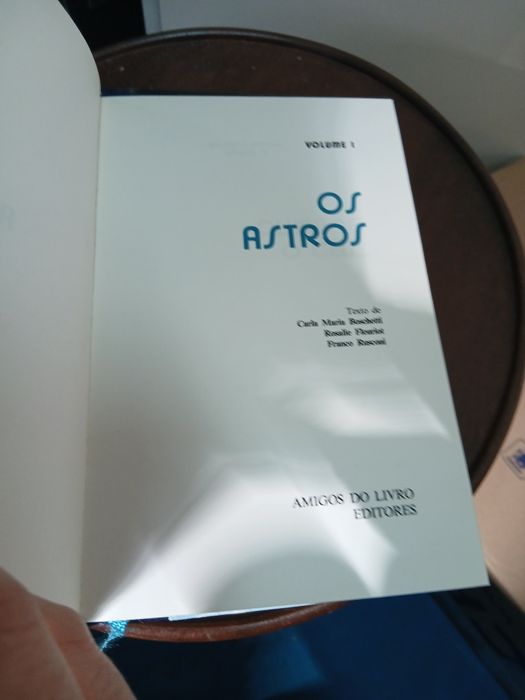 VOLUME I
OS
ASTROS
Texto de
Carla Maria Boschetti
Rosalie Fleuriot
Franco Rusconi
AMIGOS DO LIVRO
EDITORES